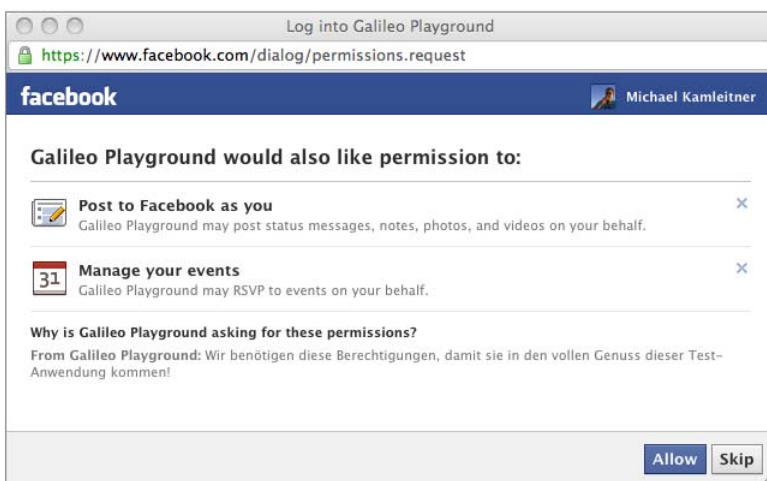 Log into Galileo Playground
https://www.facebook.com/dialog/permissions.request
facebook
Michael Kamleitner
Galileo Playground would also like permission to:
Post to Facebook as you
Galileo Playground may post status messages, notes, photos, and videos on your behalf.
31 Manage your events
Galileo Playground may RSVP to events on your behalf.
Why is Galileo Playground asking for these permissions?
From Galileo Playground: Wir benötigen diese Berechtigungen, damit sie in den vollen Genuss dieser Test-
Anwendung kommen!
Allow Skip